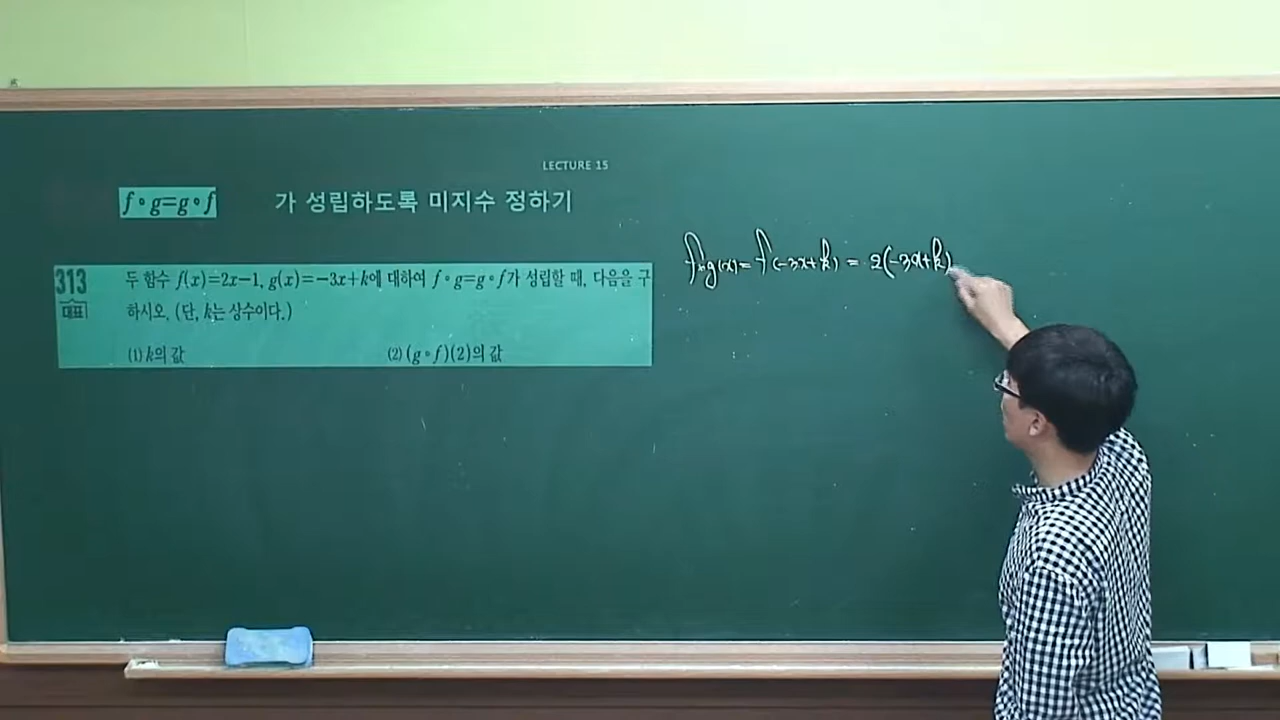 LECTURE 15
f∘g=g∘f 가 성립하도록 미지수 정하기
313 두 함수 f(x)=2x-1, g(x)=-3x+k에 대하여 f∘g=g∘f가 성립할 때, 다음을 구
대표 하시오. (단, k는 상수이다.)
(1) k의 값 (2) (g∘f)(2)의 값
f∘g(x)= f(-3x+k) = 2(-3x+k)